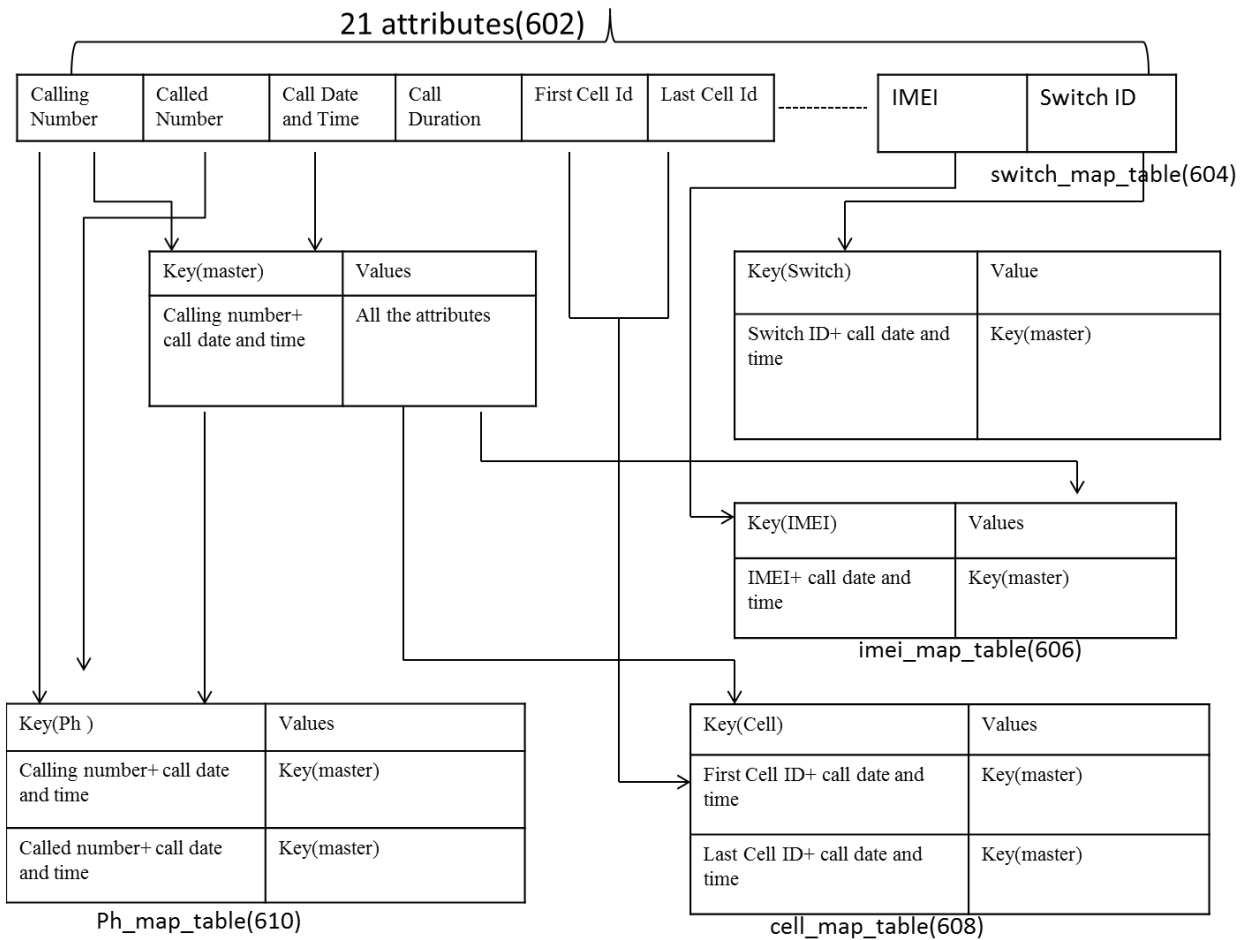 21 attributes(602)
Calling
Number
Called
Number
Call Date
and Time
Call
Duration
First Cell Id
Last Cell Id
IMEI
Switch ID
switch_map_table(604)
Key(master)
Values
Calling number+
call date and time
All the attributes
Key(Switch)
Value
Switch ID+ call date and
time
Key(master)
Key(IMEI)
Values
IMEI+ call date and
time
Key(master)
imei_map_table(606)
Key(Ph )
Values
Calling number+ call date
and time
Key(master)
Called number+ call date
and time
Key(master)
Ph_map_table(610)
Key(Cell)
Values
First Cell ID+ call date and
time
Key(master)
Last Cell ID+ call date and
time
Key(master)
cell_map_table(608)